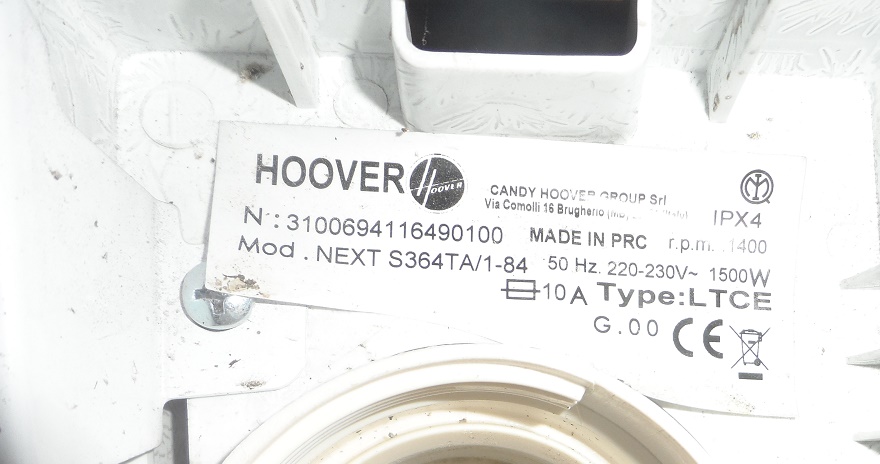 HOOVER HOOVER
CANDY HOOVER GROUP Srl
Via Comolli 16 Brugherio
IPX4
N : 3100694116490100 MADE IN PRC r.p.m. 1400
Mod . NEXT S364TA/1-84 50 Hz. 220-230V~ 1500W
10 A Type:LTCE
G.00 CE